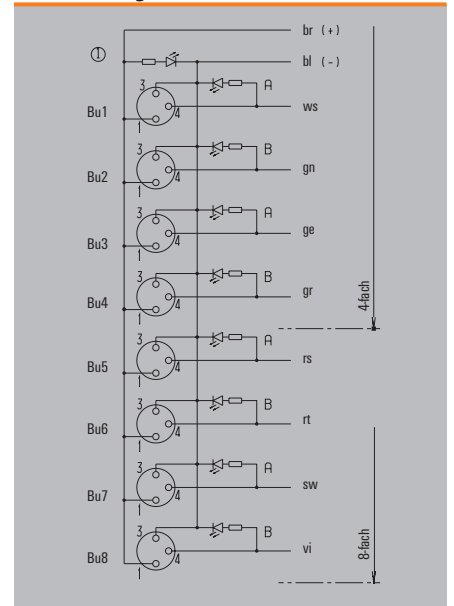 br (+)
① bl (-)
3 A
Bu1 4 ws
1
3 B
Bu2 4 gn
1
3 A
Bu3 4 ge
1
3 B
Bu4 4 gr
1
4-fach
3 A
Bu5 4 rs
1
3 B
Bu6 4 rt
1
3 A
Bu7 4 sw
1
3 B
Bu8 4 vi
1
8-fach